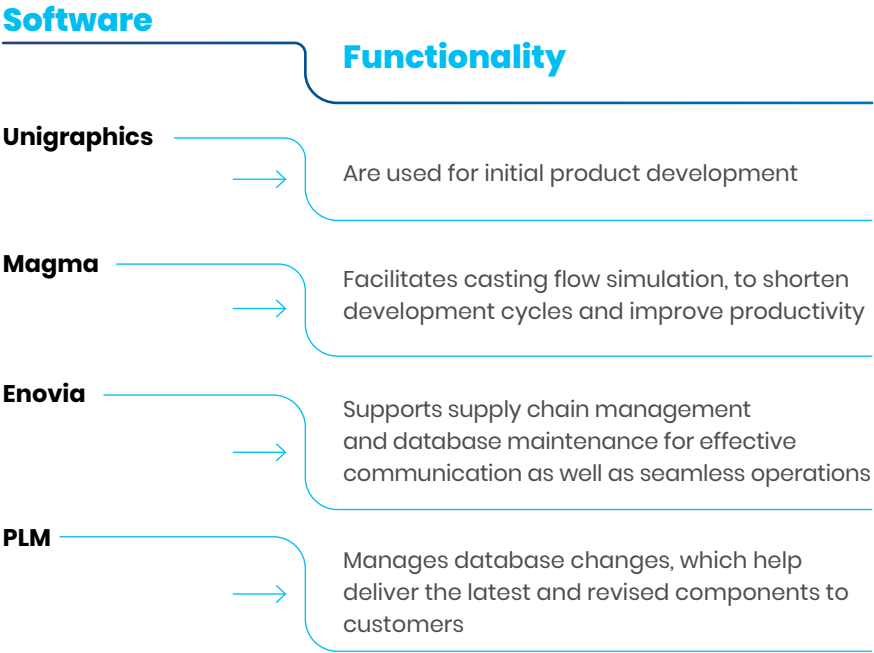 Software
Functionality
Unigraphics
Are used for initial product development
Magma
Facilitates casting flow simulation, to shorten
development cycles and improve productivity
Enovia
Supports supply chain management
and database maintenance for effective
communication as well as seamless operations
PLM
Manages database changes, which help
deliver the latest and revised components to
customers